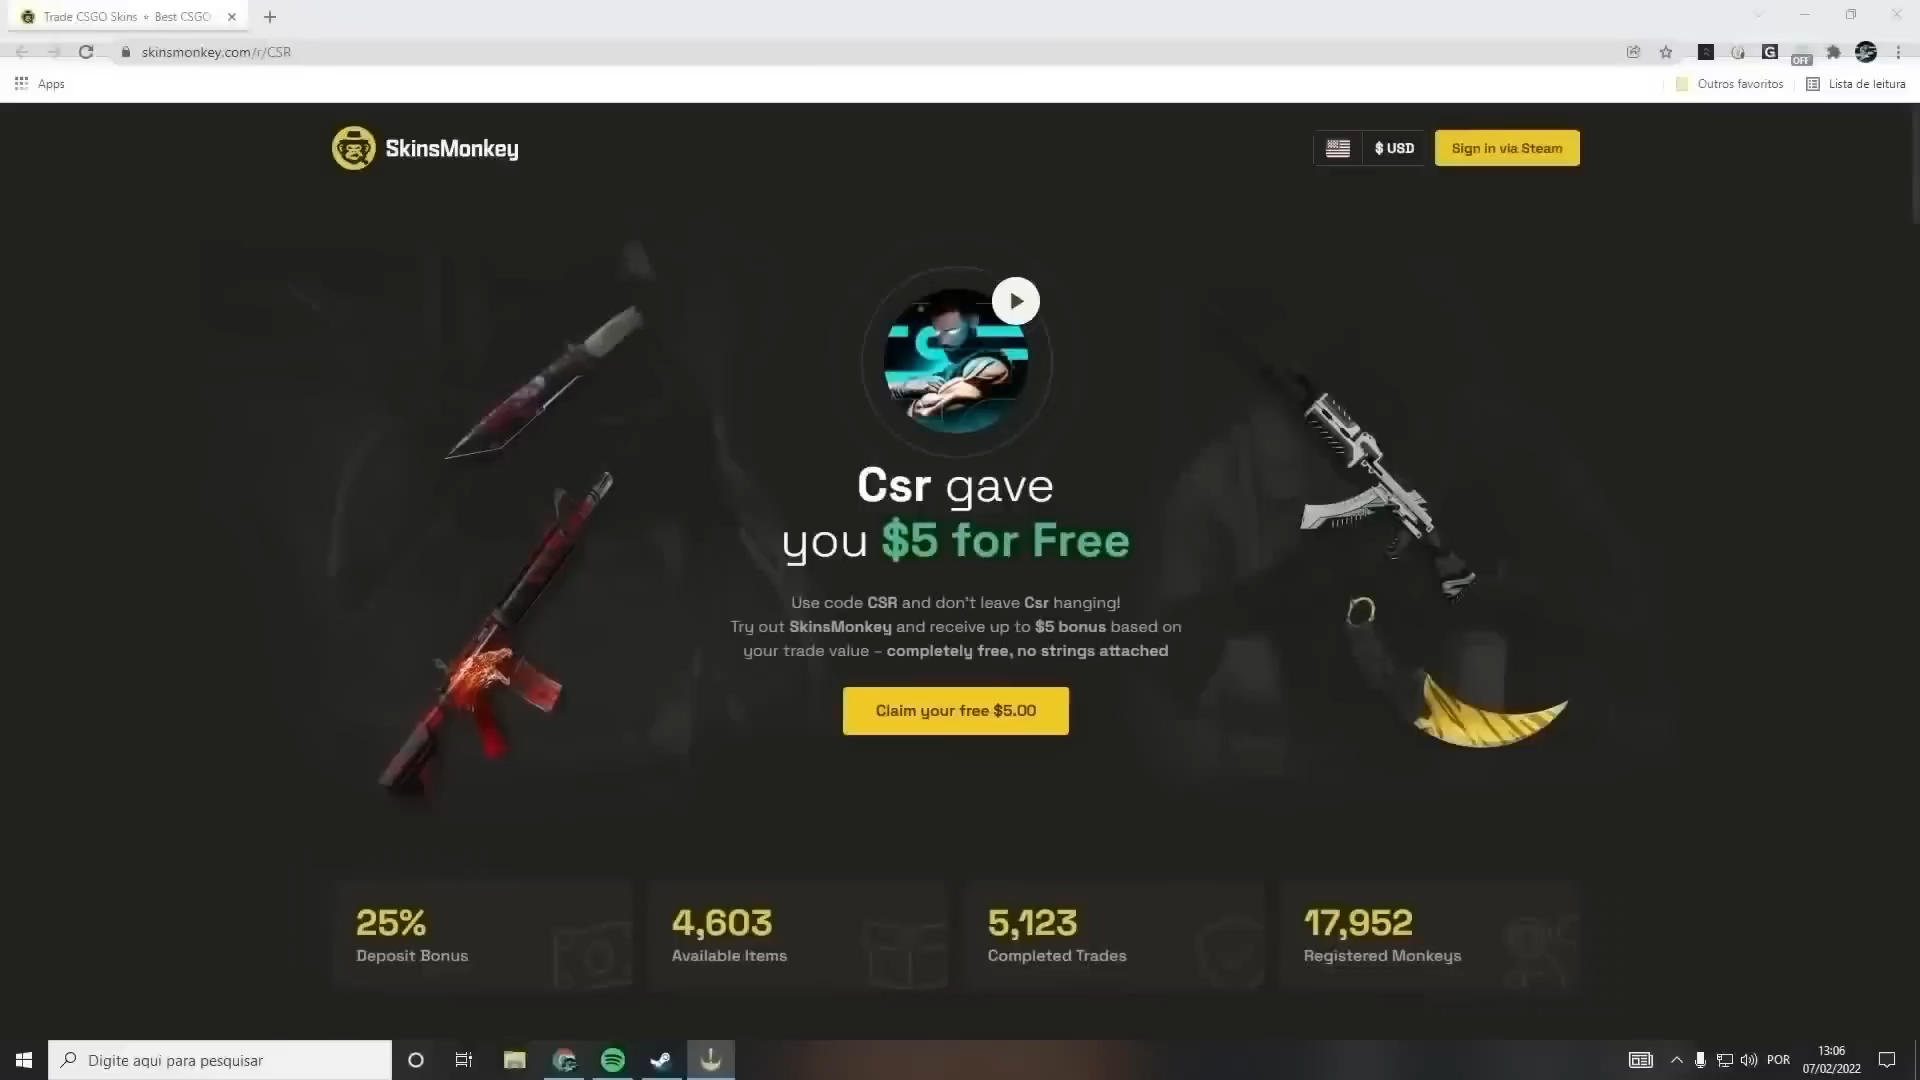 Trade CSGO Skins ⭐ Best CSGO
skinsmonkey.com/r/CSR
OFF
Apps
Outros favoritos
Lista de leitura
SkinsMonkey
$ USD
Sign in via Steam
Csr gave
you $5 for Free
Use code CSR and don't leave Csr hanging!
Try out SkinsMonkey and receive up to $5 bonus based on
your trade value – completely free, no strings attached
Claim your free $5.00
25%
Deposit Bonus
4,603
Available Items
5,123
Completed Trades
17,952
Registered Monkeys
Digite aqui para pesquisar
POR
13:06
07/02/2022